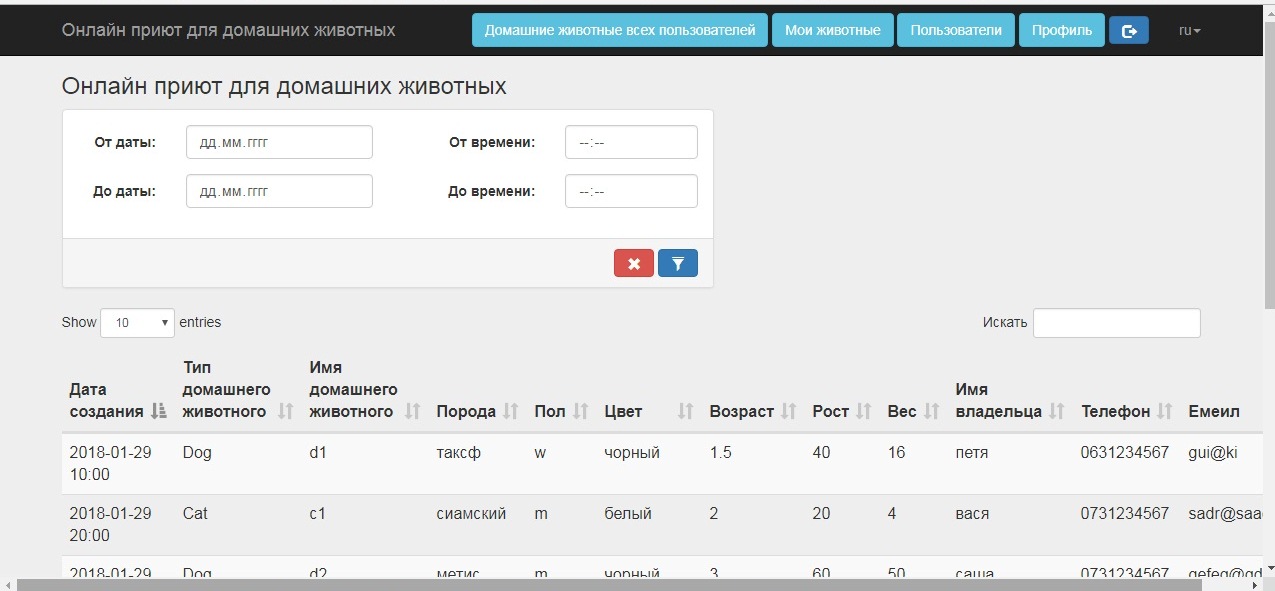 Онлайн приют для домашних животных
Домашние животные всех пользователей
Мои животные
Пользователи
Профиль
ru
Онлайн приют для домашних животных
От даты: дд.мм.гггг От времени: --:--
До даты: дд.мм.гггг До времени: --:--
Show 10 entries
Искать
Дата создания
Тип домашнего животного
Имя домашнего животного
Порода
Пол
Цвет
Возраст
Рост
Вес
Имя владельца
Телефон
Емеил
2018-01-29 10:00 Dog d1 таксф w чорный 1.5 40 16 петя 0631234567 gui@ki
2018-01-29 20:00 Cat c1 сиамский m белый 2 20 4 вася 0731234567 sadr@saa
2018-01-29 Dog d2 метис m чорный 3 60 50 саша 0731234567